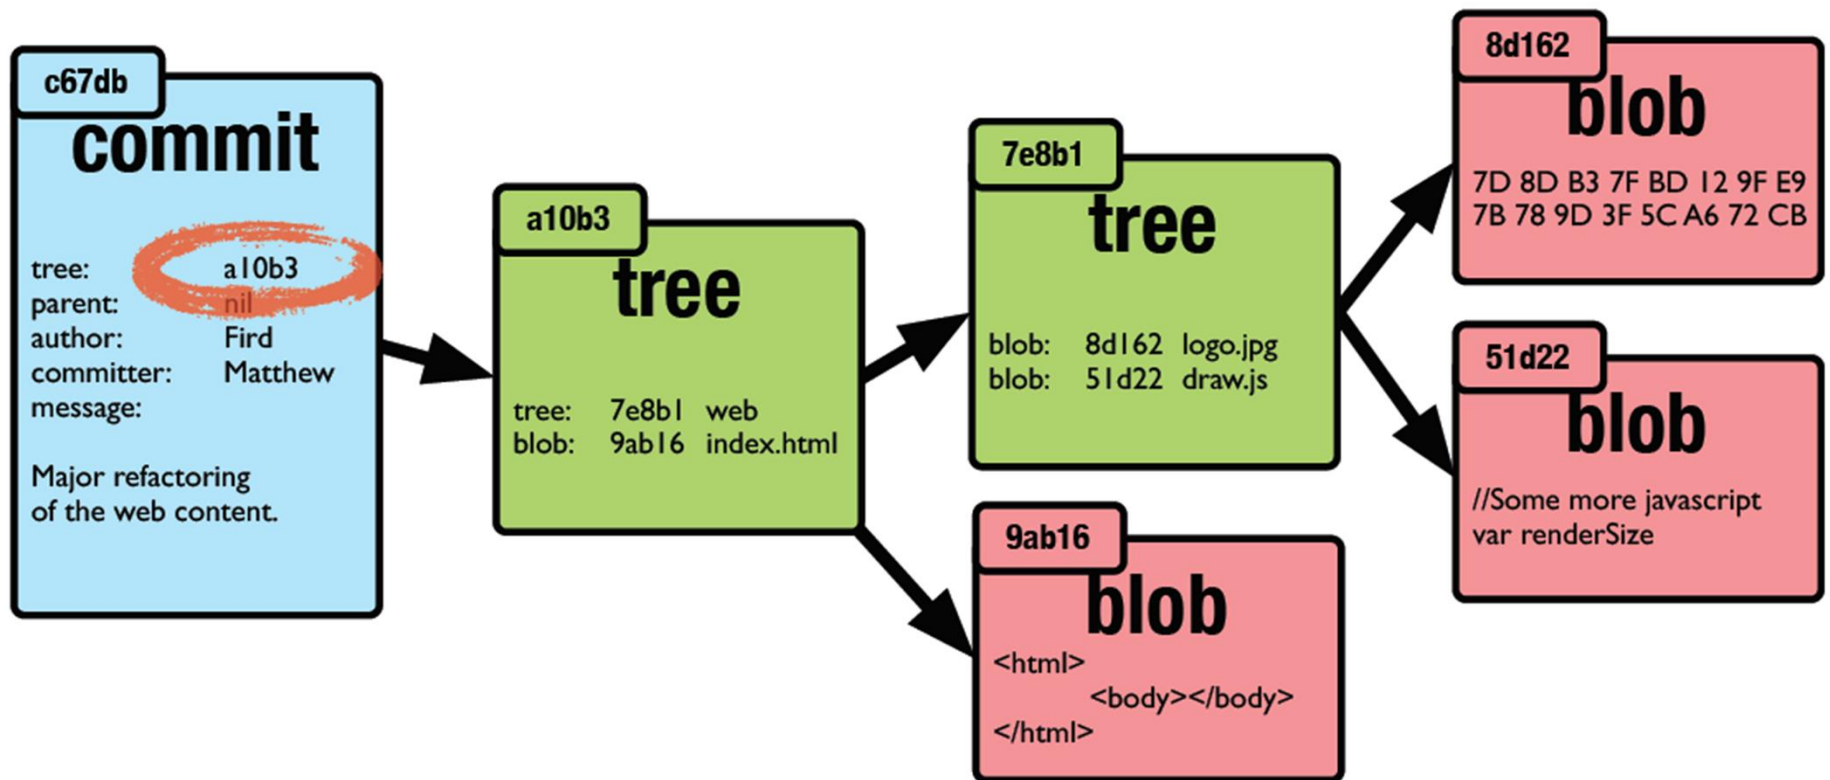 c67db
commit
tree: a10b3
parent: nil
author: Fird
committer: Matthew
message:
Major refactoring
of the web content.
a10b3
tree
tree: 7e8b1 web
blob: 9ab16 index.html
7e8b1
tree
blob: 8d162 logo.jpg
blob: 51d22 draw.js
9ab16
blob
<html>
<body></body>
</html>
8d162
blob
7D 8D B3 7F BD 12 9F E9
7B 78 9D 3F 5C A6 72 CB
51d22
blob
//Some more javascript
var renderSize